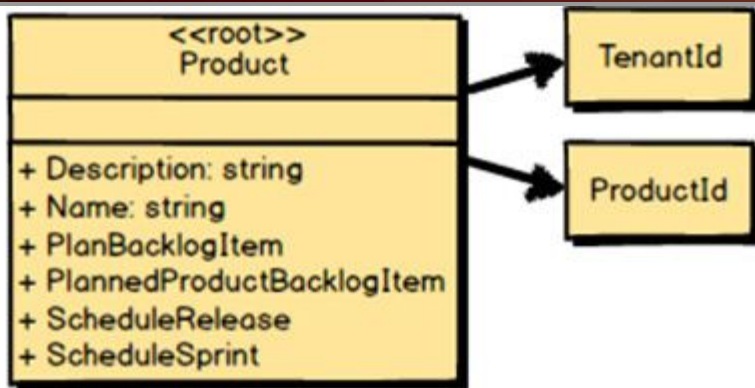 <<root>>
Product
+ Description: string
+ Name: string
+ PlanBacklogItem
+ PlannedProductBacklogItem
+ ScheduleRelease
+ ScheduleSprint
TenantId
ProductId